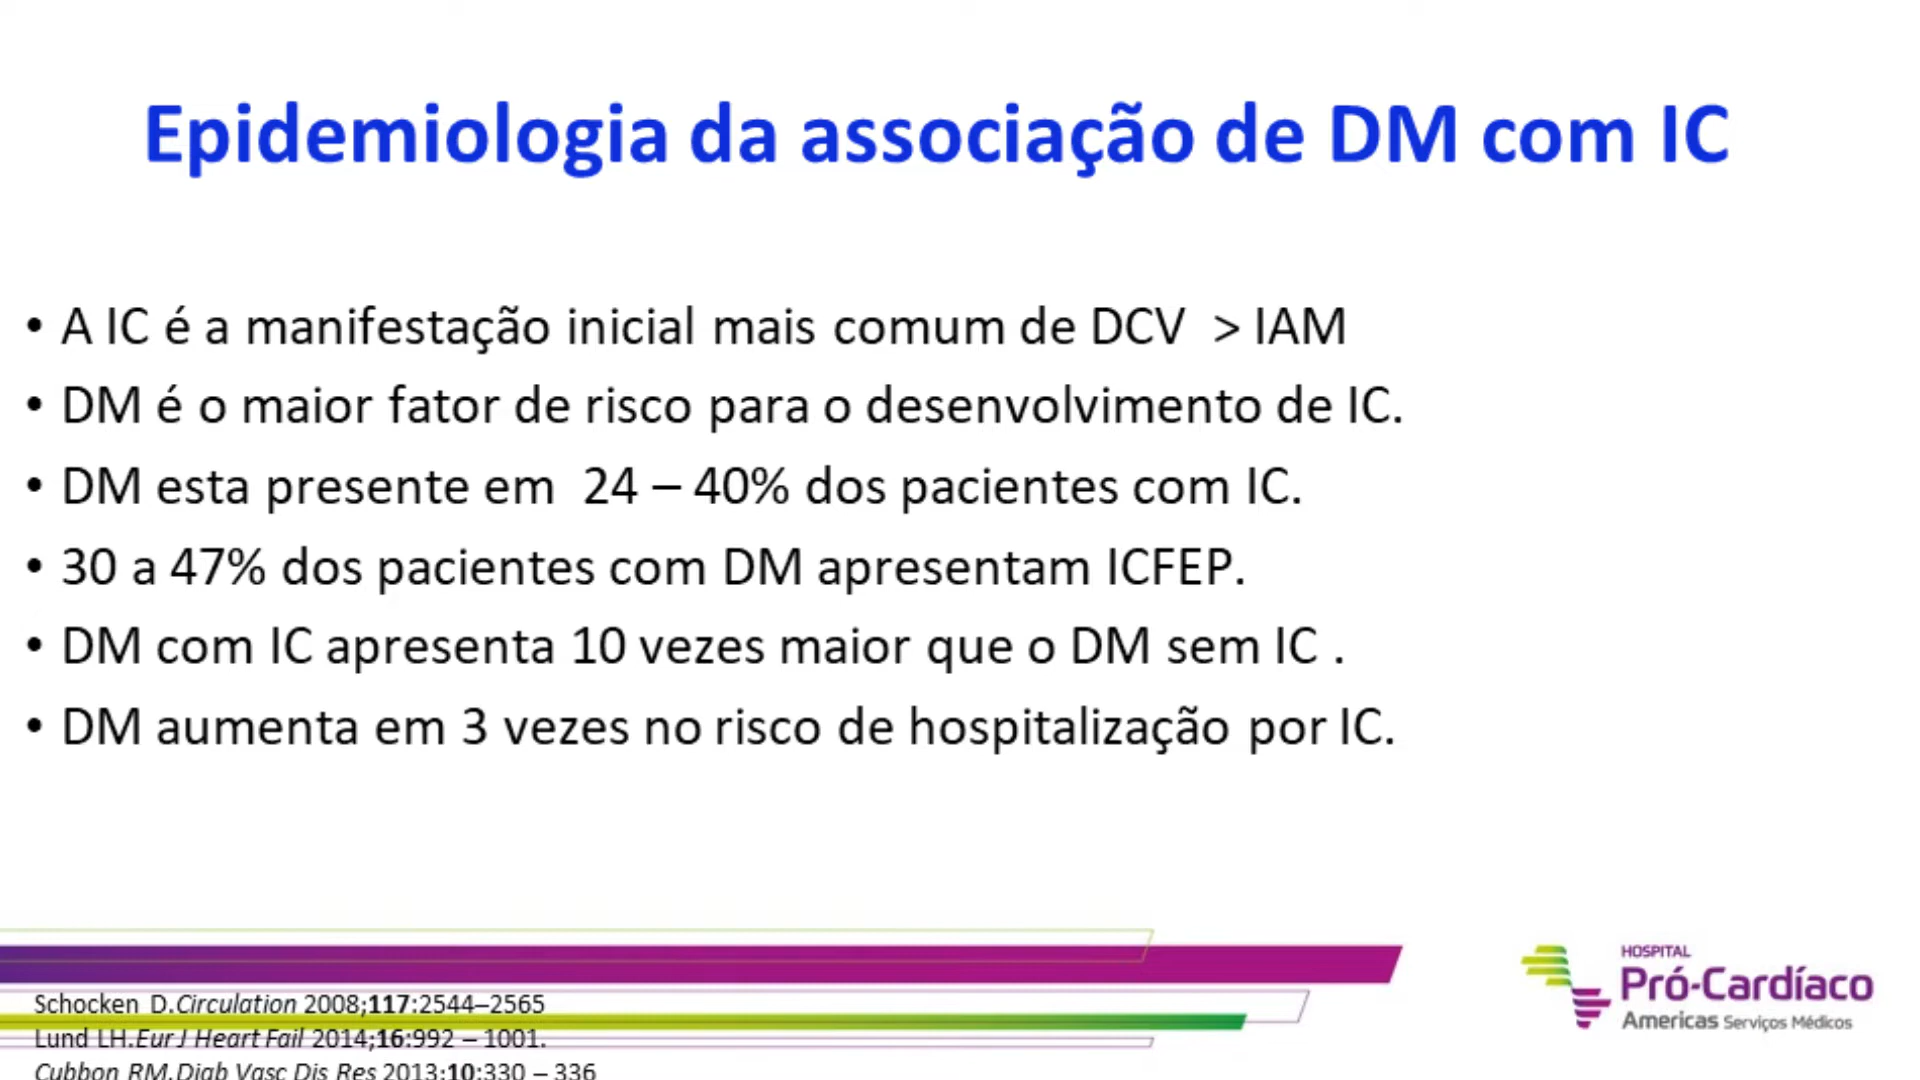 Epidemiologia da associação de DM com IC
• A IC é a manifestação inicial mais comum de DCV > IAM
• DM é o maior fator de risco para o desenvolvimento de IC.
• DM esta presente em 24 – 40% dos pacientes com IC.
• 30 a 47% dos pacientes com DM apresentam ICFEP.
• DM com IC apresenta 10 vezes maior que o DM sem IC .
• DM aumenta em 3 vezes no risco de hospitalização por IC.
Schocken D.Circulation 2008;117:2544–2565
Lund LH.Eur J Heart Fail 2014;16:992 – 1001.
Cubbon RM.Diab Vasc Dis Res 2013;10:330 – 336
HOSPITAL
Pró-Cardíaco
Americas Serviços Médicos